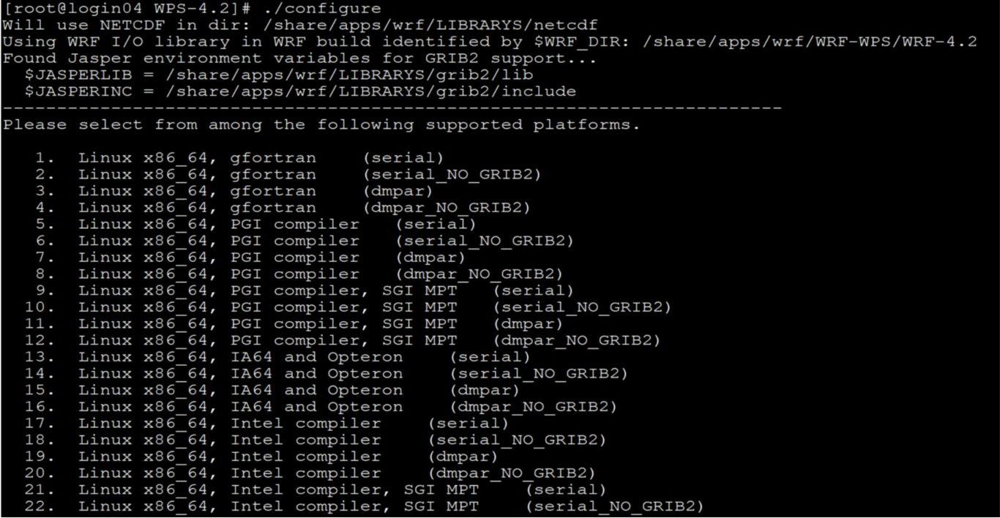 [root@login04 WPS-4.2]# ./configure
Will use NETCDF in dir: /share/apps/wrf/LIBRARYS/netcdf
Using WRF I/O library in WRF build identified by $WRF_DIR: /share/apps/wrf/WRF-WPS/WRF-4.2
Found Jasper environment variables for GRIB2 support...
  $JASPERLIB = /share/apps/wrf/LIBRARYS/grib2/lib
  $JASPERINC = /share/apps/wrf/LIBRARYS/grib2/include
------------------------------------------------------------------------
Please select from among the following supported platforms.
   1.  Linux x86_64, gfortran    (serial)
   2.  Linux x86_64, gfortran    (serial_NO_GRIB2)
   3.  Linux x86_64, gfortran    (dmpar)
   4.  Linux x86_64, gfortran    (dmpar_NO_GRIB2)
   5.  Linux x86_64, PGI compiler   (serial)
   6.  Linux x86_64, PGI compiler   (serial_NO_GRIB2)
   7.  Linux x86_64, PGI compiler   (dmpar)
   8.  Linux x86_64, PGI compiler   (dmpar_NO_GRIB2)
   9.  Linux x86_64, PGI compiler, SGI MPT   (serial)
  10.  Linux x86_64, PGI compiler, SGI MPT   (serial_NO_GRIB2)
  11.  Linux x86_64, PGI compiler, SGI MPT   (dmpar)
  12.  Linux x86_64, PGI compiler, SGI MPT   (dmpar_NO_GRIB2)
  13.  Linux x86_64, IA64 and Opteron    (serial)
  14.  Linux x86_64, IA64 and Opteron    (serial_NO_GRIB2)
  15.  Linux x86_64, IA64 and Opteron    (dmpar)
  16.  Linux x86_64, IA64 and Opteron    (dmpar_NO_GRIB2)
  17.  Linux x86_64, Intel compiler    (serial)
  18.  Linux x86_64, Intel compiler    (serial_NO_GRIB2)
  19.  Linux x86_64, Intel compiler    (dmpar)
  20.  Linux x86_64, Intel compiler    (dmpar_NO_GRIB2)
  21.  Linux x86_64, Intel compiler, SGI MPT    (serial)
  22.  Linux x86_64, Intel compiler, SGI MPT    (serial_NO_GRIB2)